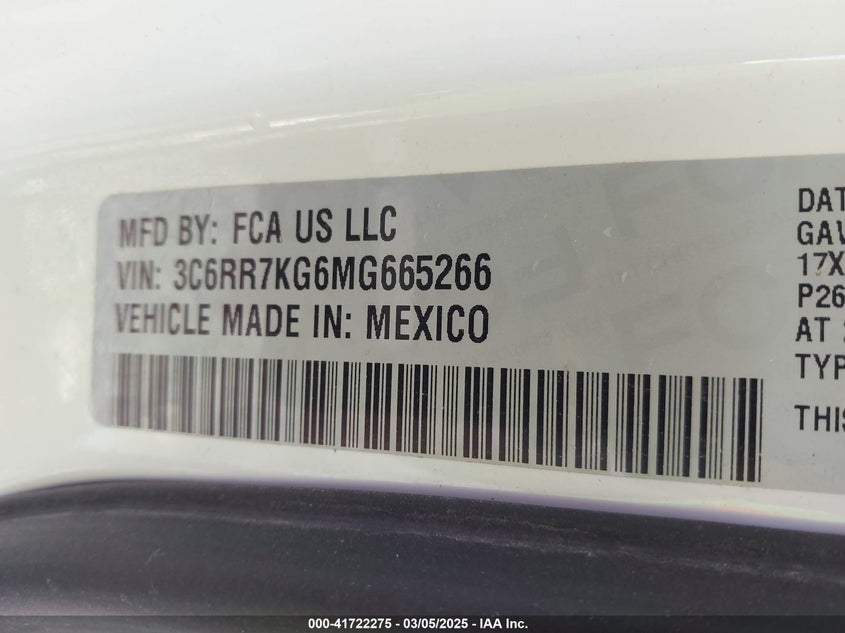 MFD BY: FCA US LLC
VIN: 3C6RR7KG6MG665266
VEHICLE MADE IN: MEXICO
DAT
GAV
17X
P26
AT
TYP
THIS
000-41722275 - 03/05/2025 - IAA Inc.